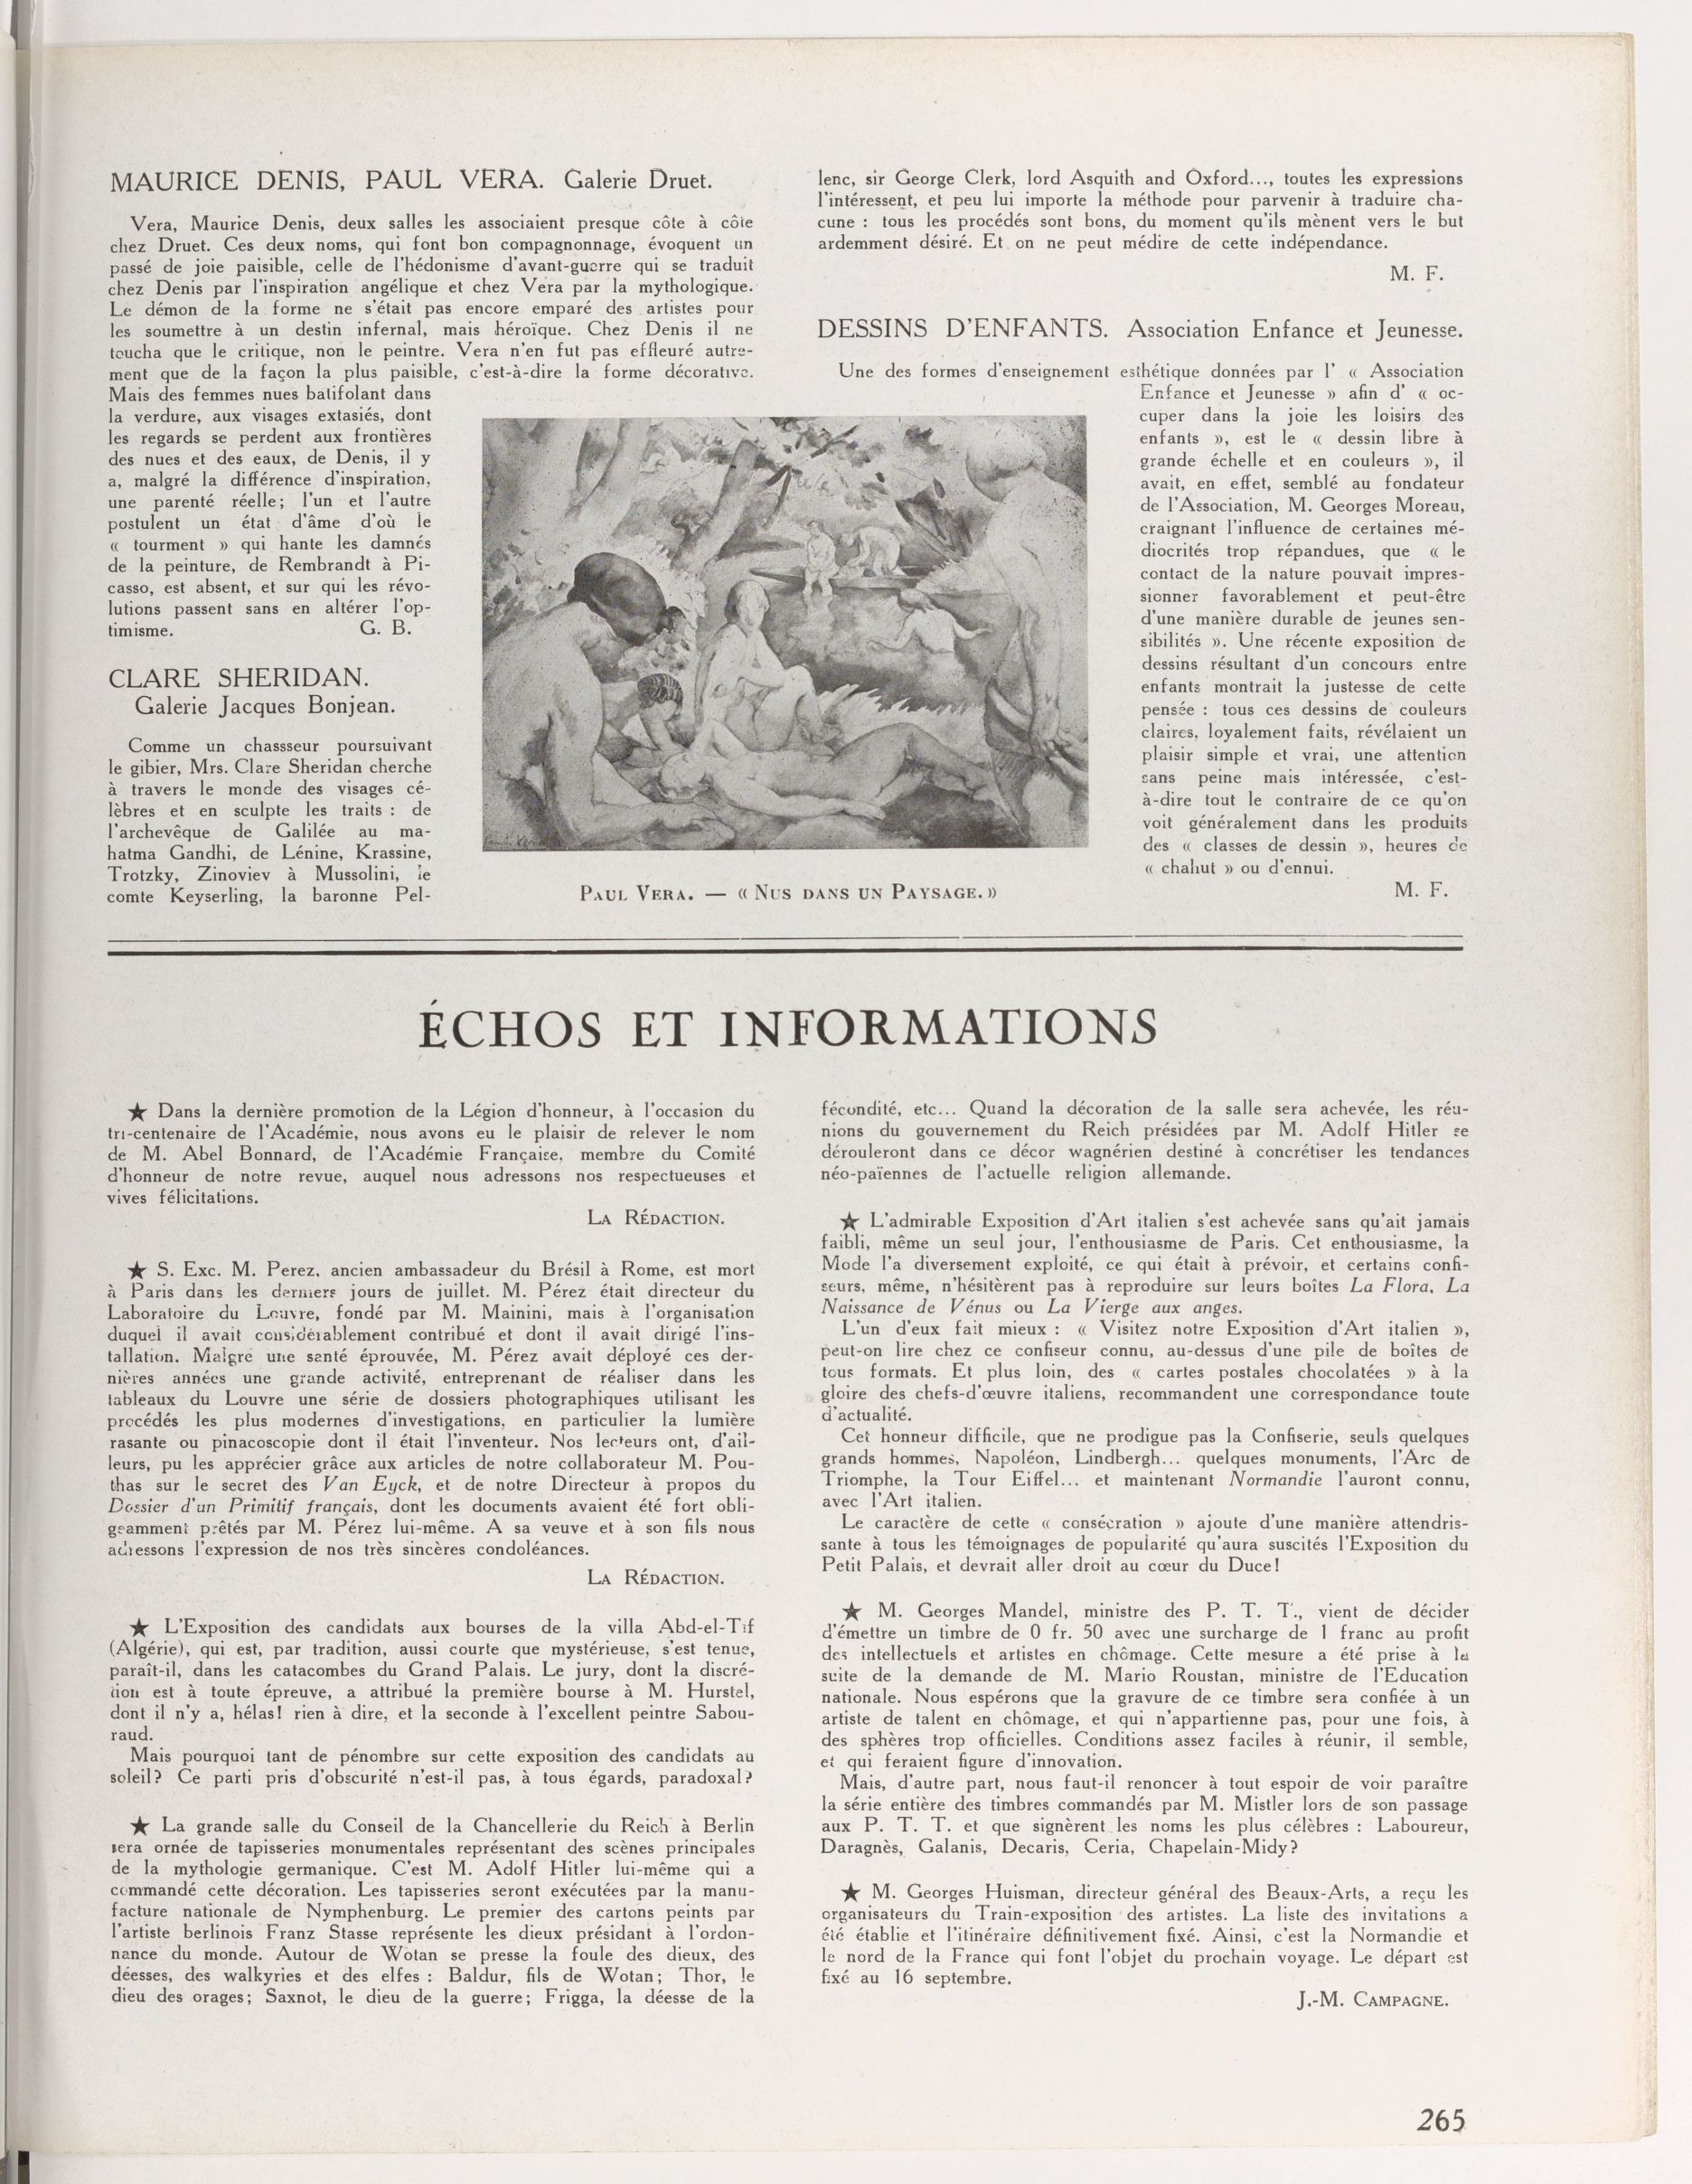 MAURICE DENIS, PAUL VERA. Galerie Druet.
Vera, Maurice Denis, deux salles les associaient presque côte à côte
chez Druet. Ces deux noms, qui font bon compagnonnage, évoquent un
passé de joie paisible, celle de l'hédonisme d'avant-guerre qui se traduit
chez Denis par l'inspiration angélique et chez Vera par la mythologique.
Le démon de la forme ne s'était pas encore emparé des artistes pour
les soumettre à un destin infernal, mais héroïque. Chez Denis il ne
toucha que le critique, non le peintre. Vera n'en fut pas effleuré autre-
ment que de la façon la plus paisible, c'est-à-dire la forme décorative.
Mais des femmes nues batifolant dans
la verdure, aux visages extasiés, dont
les regards se perdent aux frontières
des nues et des eaux, de Denis, il y
a, malgré la différence d'inspiration,
une parenté réelle; l'un et l'autre
postulent un état d'âme d'où le
« tourment » qui hante les damnés
de la peinture, de Rembrandt à Pi-
casso, est absent, et sur qui les révo-
lutions passent sans en altérer l'op-
timisme. G. B.
CLARE SHERIDAN.
Galerie Jacques Bonjean.
Comme un chassseur poursuivant
le gibier, Mrs. Clare Sheridan cherche
à travers le monde des visages cé-
lèbres et en sculpte les traits : de
l'archevêque de Galilée au ma-
hatma Gandhi, de Lénine, Krassine,
Trotzky, Zinoviev à Mussolini, le
comte Keyserling, la baronne Pel-
lenc, sir George Clerk, lord Asquith and Oxford..., toutes les expressions
l'intéressent, et peu lui importe la méthode pour parvenir à traduire cha-
cune : tous les procédés sont bons, du moment qu'ils mènent vers le but
ardemment désiré. Et on ne peut médire de cette indépendance.
M. F.
DESSINS D'ENFANTS. Association Enfance et Jeunesse.
Une des formes d'enseignement esthétique données par l' « Association
Enfance et Jeunesse » afin d' « oc-
cuper dans la joie les loisirs des
enfants », est le « dessin libre à
grande échelle et en couleurs », il
avait, en effet, semblé au fondateur
de l'Association, M. Georges Moreau,
craignant l'influence de certaines mé-
diocrités trop répandues, que « le
contact de la nature pouvait impres-
sionner favorablement et peut-être
d'une manière durable de jeunes sen-
sibilités ». Une récente exposition de
dessins résultant d'un concours entre
enfants montrait la justesse de cette
pensée : tous ces dessins de couleurs
claires, loyalement faits, révélaient un
plaisir simple et vrai, une attention
sans peine mais intéressée, c'est-
à-dire tout le contraire de ce qu'on
voit généralement dans les produits
des « classes de dessin », heures de
« chahut » ou d'ennui.
M. F.
PAUL VERA. — « NUS DANS UN PAYSAGE. »
ÉCHOS ET INFORMATIONS
★ Dans la dernière promotion de la Légion d'honneur, à l'occasion du
tri-centenaire de l'Académie, nous avons eu le plaisir de relever le nom
de M. Abel Bonnard, de l'Académie Française, membre du Comité
d'honneur de notre revue, auquel nous adressons nos respectueuses et
vives félicitations.
LA RÉDACTION.
★ S. Exc. M. Perez, ancien ambassadeur du Brésil à Rome, est mort
à Paris dans les derniers jours de juillet. M. Pérez était directeur du
Laboratoire du Louvre, fondé par M. Mainini, mais à l'organisation
duquel il avait considérablement contribué et dont il avait dirigé l'ins-
tallation. Malgré une santé éprouvée, M. Pérez avait déployé ces der-
nières années une grande activité, entreprenant de réaliser dans les
tableaux du Louvre une série de dossiers photographiques utilisant les
procédés les plus modernes d'investigations, en particulier la lumière
rasante ou pinacoscopie dont il était l'inventeur. Nos lecteurs ont, d'ail-
leurs, pu les apprécier grâce aux articles de notre collaborateur M. Pou-
thas sur le secret des Van Eyck, et de notre Directeur à propos du
Dossier d'un Primitif français, dont les documents avaient été fort obli-
geamment prêtés par M. Pérez lui-même. A sa veuve et à son fils nous
adressons l'expression de nos très sincères condoléances.
LA RÉDACTION.
★ L'Exposition des candidats aux bourses de la villa Abd-el-Tif
(Algérie), qui est, par tradition, aussi courte que mystérieuse, s'est tenue,
paraît-il, dans les catacombes du Grand Palais. Le jury, dont la discré-
tion est à toute épreuve, a attribué la première bourse à M. Hurstel,
dont il n'y a, hélas! rien à dire, et la seconde à l'excellent peintre Sabou-
raud.
Mais pourquoi tant de pénombre sur cette exposition des candidats au
soleil? Ce parti pris d'obscurité n'est-il pas, à tous égards, paradoxal?
★ La grande salle du Conseil de la Chancellerie du Reich à Berlin
sera ornée de tapisseries monumentales représentant des scènes principales
de la mythologie germanique. C'est M. Adolf Hitler lui-même qui a
commandé cette décoration. Les tapisseries seront exécutées par la manu-
facture nationale de Nymphenburg. Le premier des cartons peints par
l'artiste berlinois Franz Stasse représente les dieux présidant à l'ordon-
nance du monde. Autour de Wotan se presse la foule des dieux, des
déesses, des walkyries et des elfes : Baldur, fils de Wotan; Thor, le
dieu des orages; Saxnot, le dieu de la guerre; Frigga, la déesse de la
fécondité, etc... Quand la décoration de la salle sera achevée, les réu-
nions du gouvernement du Reich présidées par M. Adolf Hitler se
dérouleront dans ce décor wagnérien destiné à concrétiser les tendances
néo-païennes de l'actuelle religion allemande.
★ L'admirable Exposition d'Art italien s'est achevée sans qu'ait jamais
faibli, même un seul jour, l'enthousiasme de Paris. Cet enthousiasme, la
Mode l'a diversement exploité, ce qui était à prévoir, et certains confi-
seurs, même, n'hésitèrent pas à reproduire sur leurs boîtes La Flora, La
Naissance de Vénus ou La Vierge aux anges.
L'un d'eux fait mieux : « Visitez notre Exposition d'Art italien »,
peut-on lire chez ce confiseur connu, au-dessus d'une pile de boîtes de
tous formats. Et plus loin, des « cartes postales chocolatées » à la
gloire des chefs-d'œuvre italiens, recommandent une correspondance toute
d'actualité.
Cet honneur difficile, que ne prodigue pas la Confiserie, seuls quelques
grands hommes, Napoléon, Lindbergh... quelques monuments, l'Arc de
Triomphe, la Tour Eiffel... et maintenant Normandie l'auront connu,
avec l'Art italien.
Le caractère de cette « consécration » ajoute d'une manière attendris-
sante à tous les témoignages de popularité qu'aura suscités l'Exposition du
Petit Palais, et devrait aller droit au cœur du Duce!
★ M. Georges Mandel, ministre des P. T. T., vient de décider
d'émettre un timbre de 0 fr. 50 avec une surcharge de 1 franc au profit
des intellectuels et artistes en chômage. Cette mesure a été prise à la
suite de la demande de M. Mario Roustan, ministre de l'Education
nationale. Nous espérons que la gravure de ce timbre sera confiée à un
artiste de talent en chômage, et qui n'appartienne pas, pour une fois, à
des sphères trop officielles. Conditions assez faciles à réunir, il semble,
et qui feraient figure d'innovation.
Mais, d'autre part, nous faut-il renoncer à tout espoir de voir paraître
la série entière des timbres commandés par M. Mistler lors de son passage
aux P. T. T. et que signèrent les noms les plus célèbres : Laboureur,
Daragnès, Galanis, Decaris, Ceria, Chapelain-Midy?
★ M. Georges Huisman, directeur général des Beaux-Arts, a reçu les
organisateurs du Train-exposition des artistes. La liste des invitations a
été établie et l'itinéraire définitivement fixé. Ainsi, c'est la Normandie et
le nord de la France qui font l'objet du prochain voyage. Le départ est
fixé au 16 septembre.
J.-M. CAMPAGNE.
265